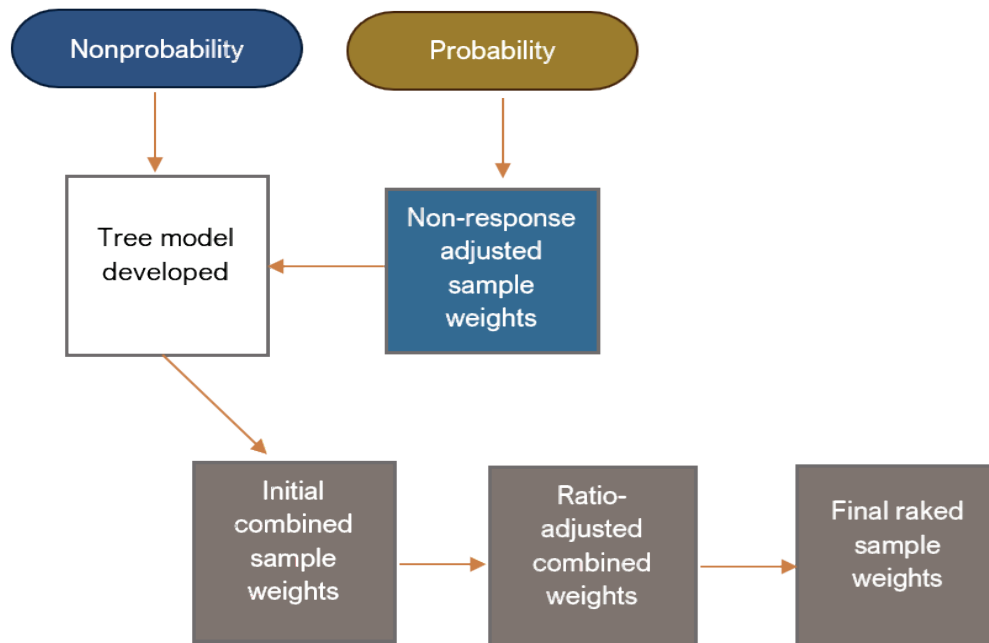 Nonprobability
Probability
Tree model
developed
Non-response
adjusted
sample
weights
Initial
combined
sample
weights
Ratio-
adjusted
combined
weights
Final raked
sample
weights